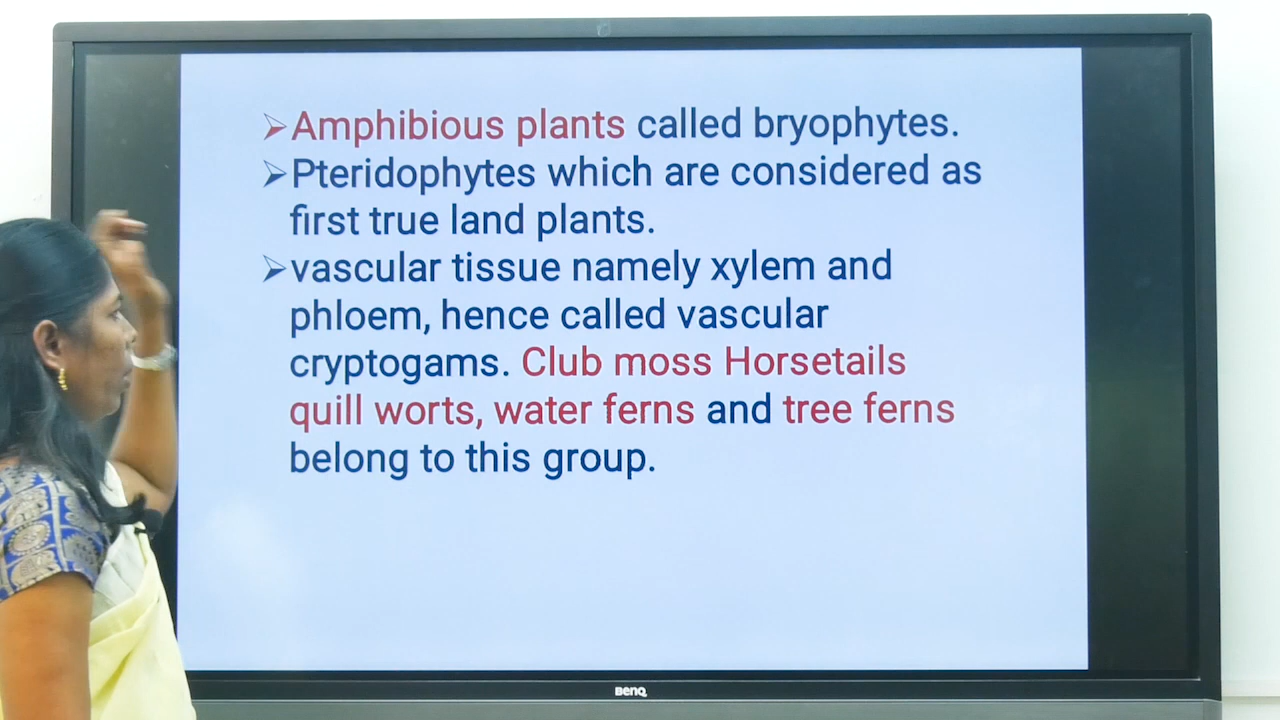 ➢Amphibious plants called bryophytes.
➢Pteridophytes which are considered as
first true land plants.
➢vascular tissue namely xylem and
phloem, hence called vascular
cryptogams. Club moss Horsetails
quill worts, water ferns and tree ferns
belong to this group.
BenQ